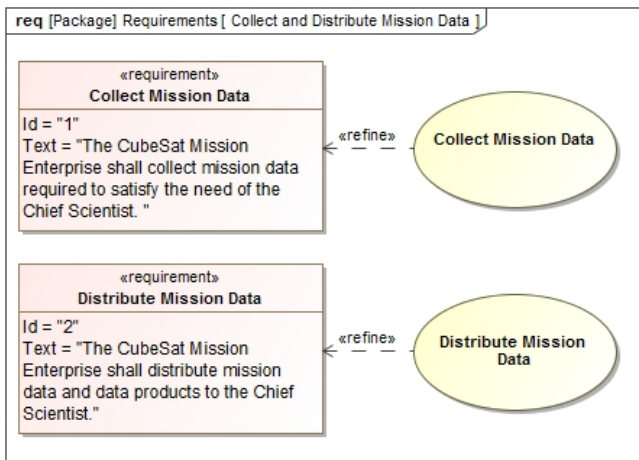 req [Package] Requirements [ Collect and Distribute Mission Data ]
«requirement»
Collect Mission Data
Id = "1"
Text = "The CubeSat Mission
Enterprise shall collect mission data
required to satisfy the need of the
Chief Scientist. "
«refine»
Collect Mission Data
«requirement»
Distribute Mission Data
Id = "2"
Text = "The CubeSat Mission
Enterprise shall distribute mission
data and data products to the Chief
Scientist."
«refine»
Distribute Mission
Data